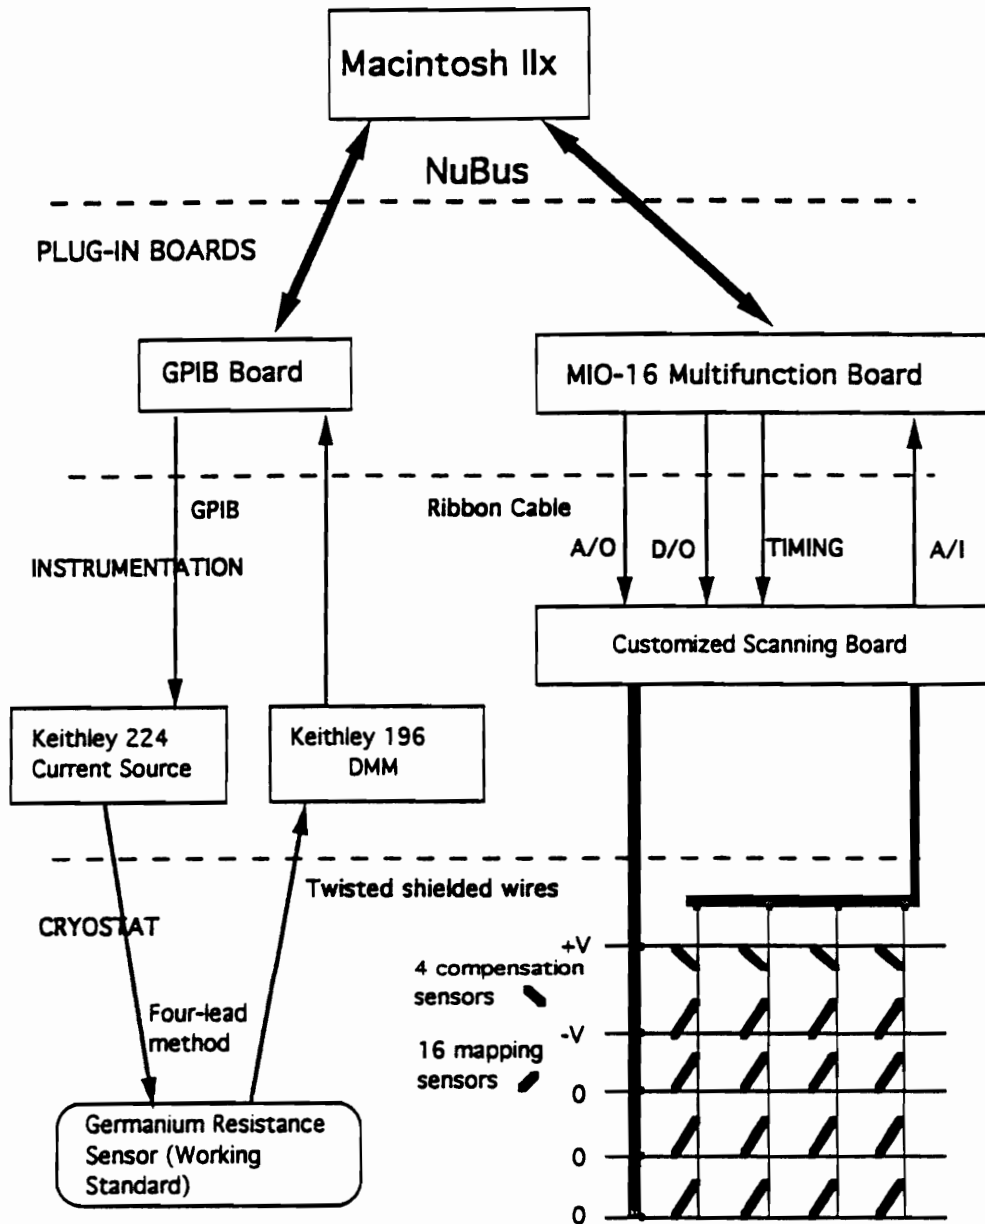 Macintosh IIx
NuBus
PLUG-IN BOARDS
GPIB Board
MIO-16 Multifunction Board
GPIB
Ribbon Cable
INSTRUMENTATION
A/O
D/O
TIMING
A/I
Customized Scanning Board
Keithley 224
Current Source
Keithley 196
DMM
Twisted shielded wires
CRYOSTAT
Four-lead
method
Germanium Resistance
Sensor (Working
Standard)
4 compensation
sensors
16 mapping
sensors
+V
-V
0
0
0